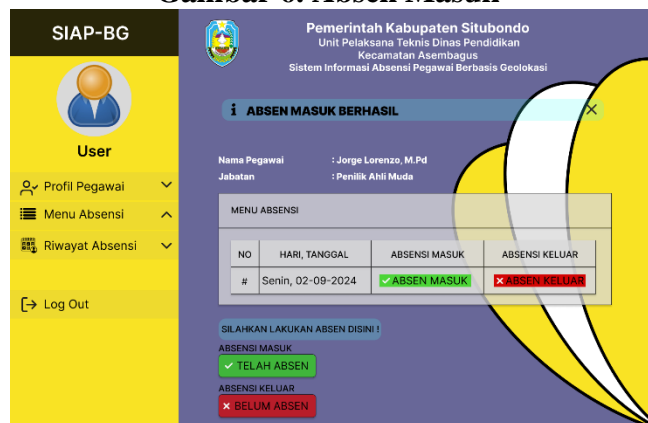 Gambar 6. Absen Masuk
SIAP-BG
Pemerintah Kabupaten Situbondo
Unit Pelaksana Teknis Dinas Pendidikan
Kecamatan Asembagus
Sistem Informasi Absensi Pegawai Berbasis Geolokasi
i ABSEN MASUK BERHASIL
User
Nama Pegawai : Jorge Lorenzo, M.Pd
Jabatan : Penilik Ahli Muda
Profil Pegawai
Menu Absensi
Riwayat Absensi
Log Out
MENU ABSENSI
NO HARI, TANGGAL ABSENSI MASUK ABSENSI KELUAR
# Senin, 02-09-2024 ABSEN MASUK ABSEN KELUAR
SILAHKAN LAKUKAN ABSEN DISINI !
ABSENSI MASUK
TELAH ABSEN
ABSENSI KELUAR
BELUM ABSEN